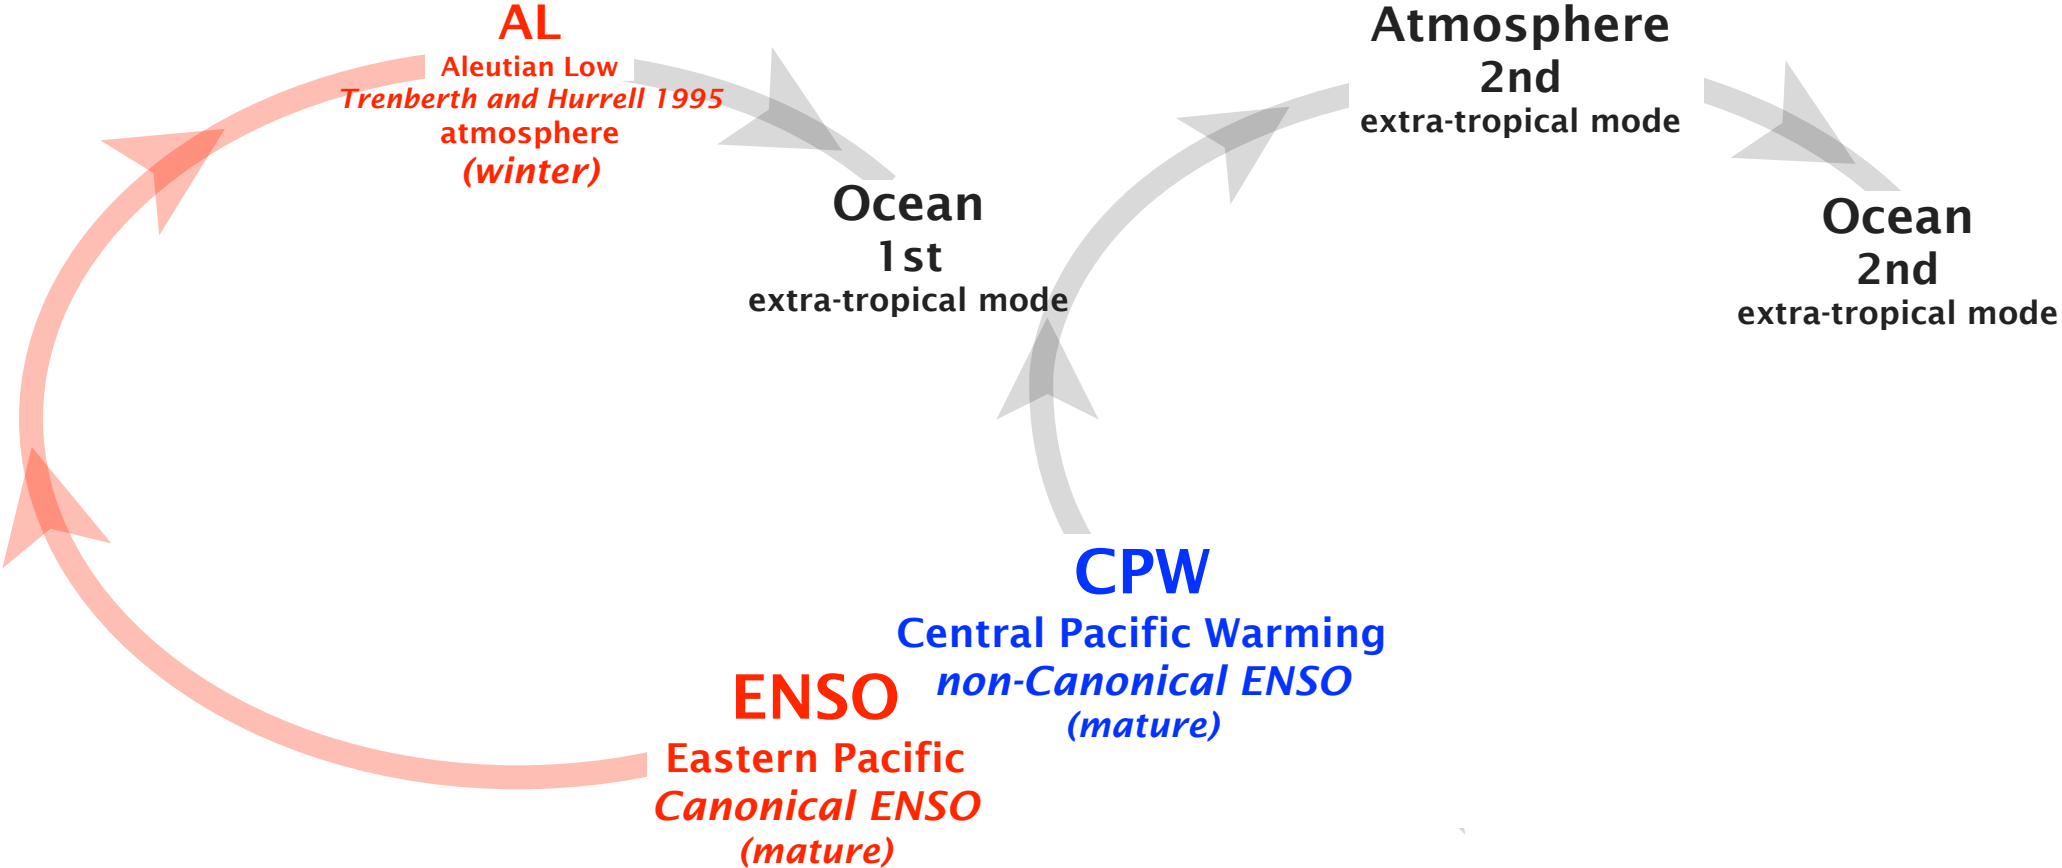 AL
Aleutian Low
Trenberth and Hurrell 1995
atmosphere
(winter)
Ocean
1st
extra-tropical mode
Atmosphere
2nd
extra-tropical mode
Ocean
2nd
extra-tropical mode
CPW
Central Pacific Warming
non-Canonical ENSO
(mature)
ENSO
Eastern Pacific
Canonical ENSO
(mature)